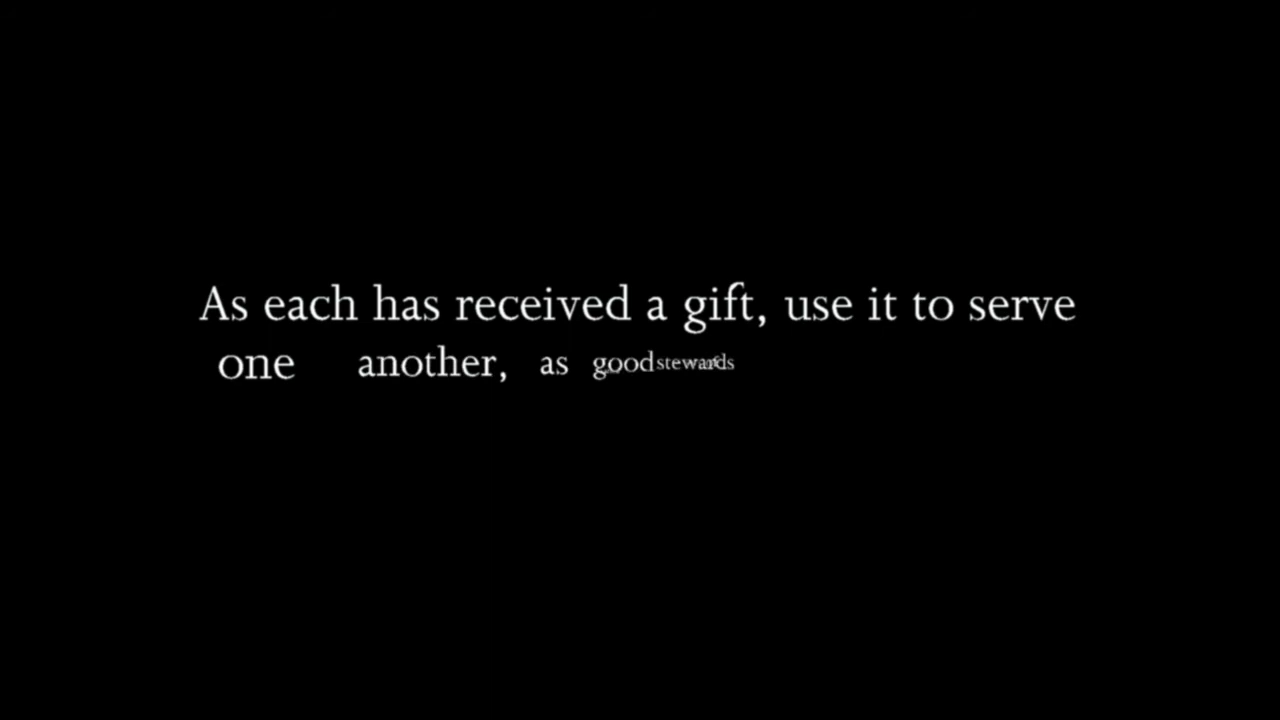 As each has received a gift, use it to serve
one another, as good stewards